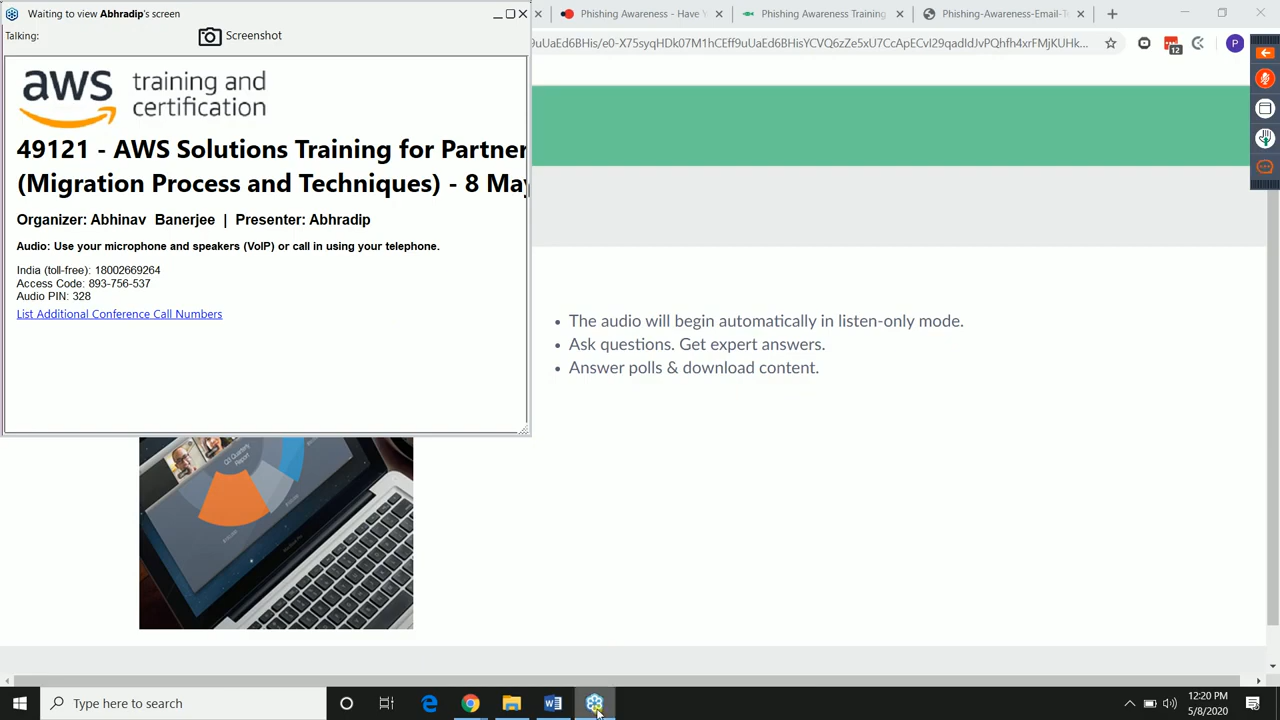 Waiting to view Abhradip's screen
Phishing Awareness - Have Y
Phishing Awareness Training
Phishing-Awareness-Email-Te
Talking:
Screenshot
12
P
aws training and certification
49121 - AWS Solutions Training for Partner
(Migration Process and Techniques) - 8 May
Organizer: Abhinav Banerjee | Presenter: Abhradip
Audio: Use your microphone and speakers (VoIP) or call in using your telephone.
India (toll-free): 18002669264
Access Code: 893-756-537
Audio PIN: 328
List Additional Conference Call Numbers
• The audio will begin automatically in listen-only mode.
• Ask questions. Get expert answers.
• Answer polls & download content.
Q3 Quarterly
Report
Type here to search
12:20 PM
5/8/2020